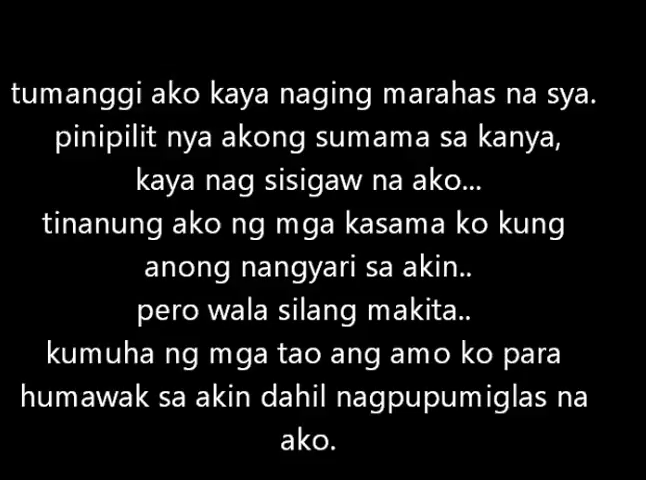 tumanggi ako kaya naging marahas na sya.
pinipilit nya akong sumama sa kanya,
kaya nag sisigaw na ako...
tinanung ako ng mga kasama ko kung
anong nangyari sa akin..
pero wala silang makita..
kumuha ng mga tao ang amo ko para
humawak sa akin dahil nagpupumiglas na
ako.